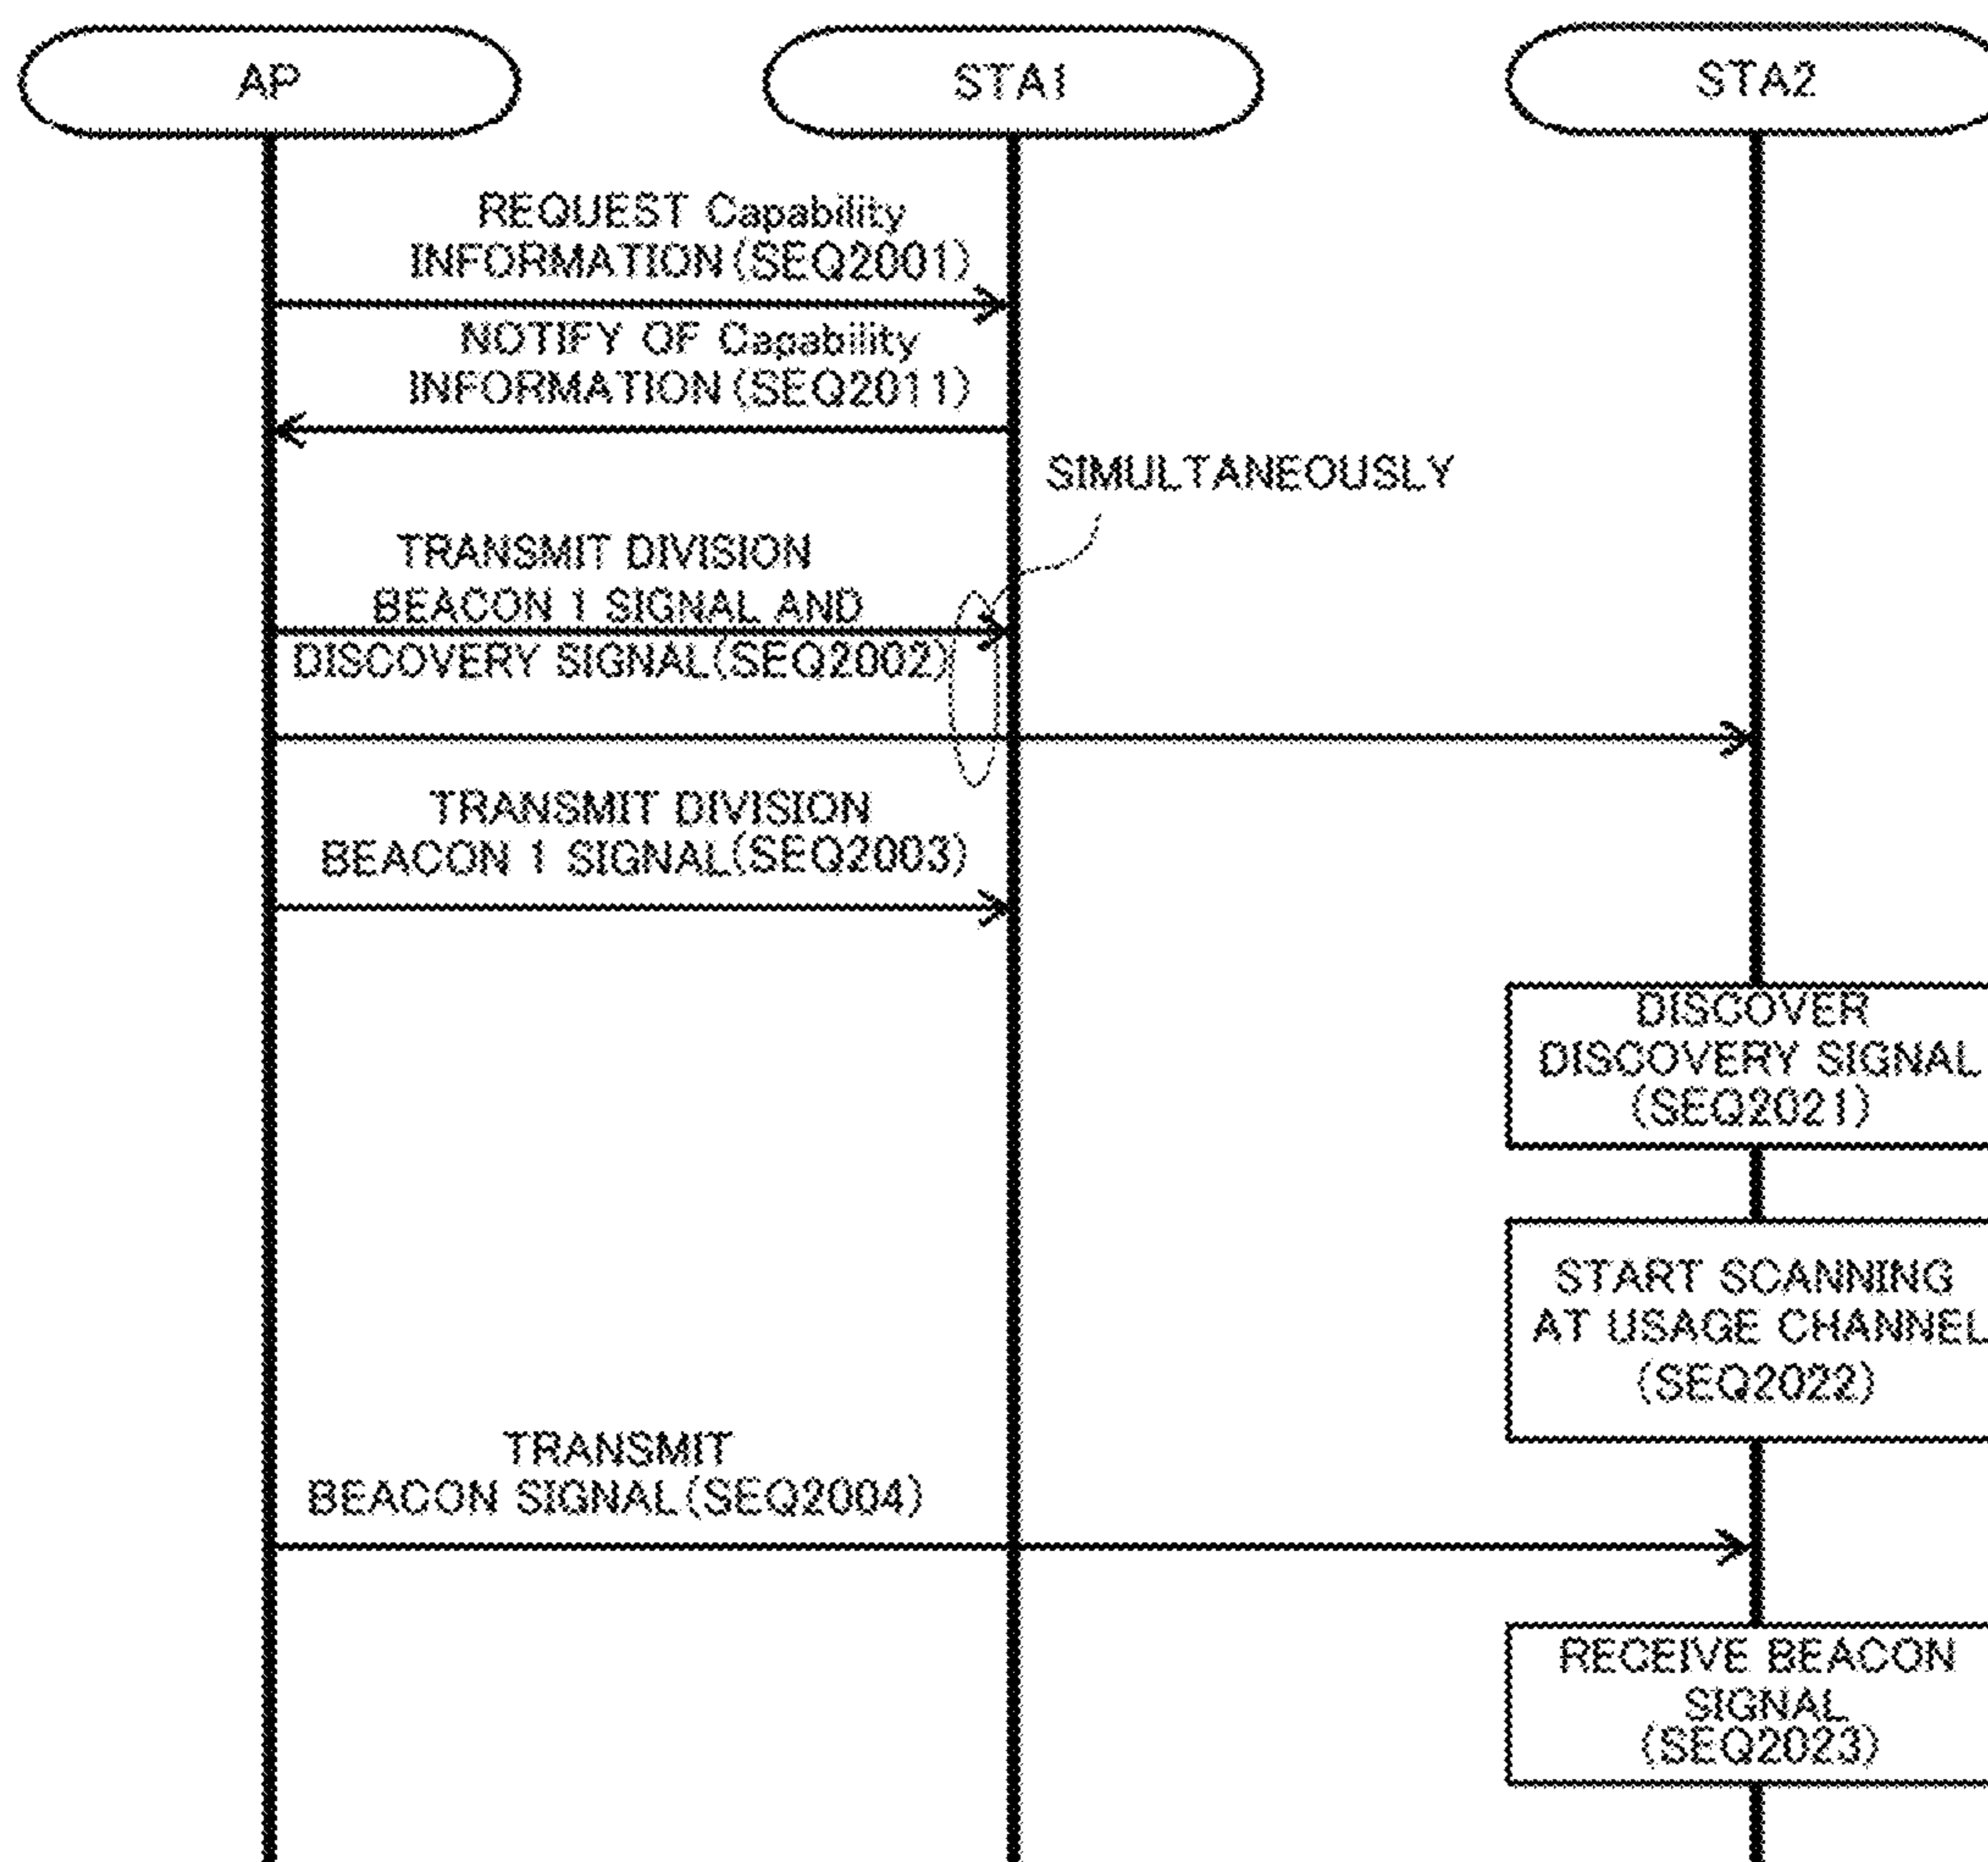 AP
STA1
STA2
REQUEST Capability
INFORMATION(SEQ2001)
NOTIFY OF Capability
INFORMATION(SEQ2011)
SIMULTANEOUSLY
TRANSMIT DIVISION
BEACON 1 SIGNAL AND
DISCOVERY SIGNAL(SEQ2002)
TRANSMIT DIVISION
BEACON 1 SIGNAL(SEQ2003)
DISCOVER
DISCOVERY SIGNAL
(SEQ2021)
START SCANNING
AT USAGE CHANNEL
(SEQ2022)
TRANSMIT
BEACON SIGNAL(SEQ2004)
RECEIVE BEACON
SIGNAL
(SEQ2023)